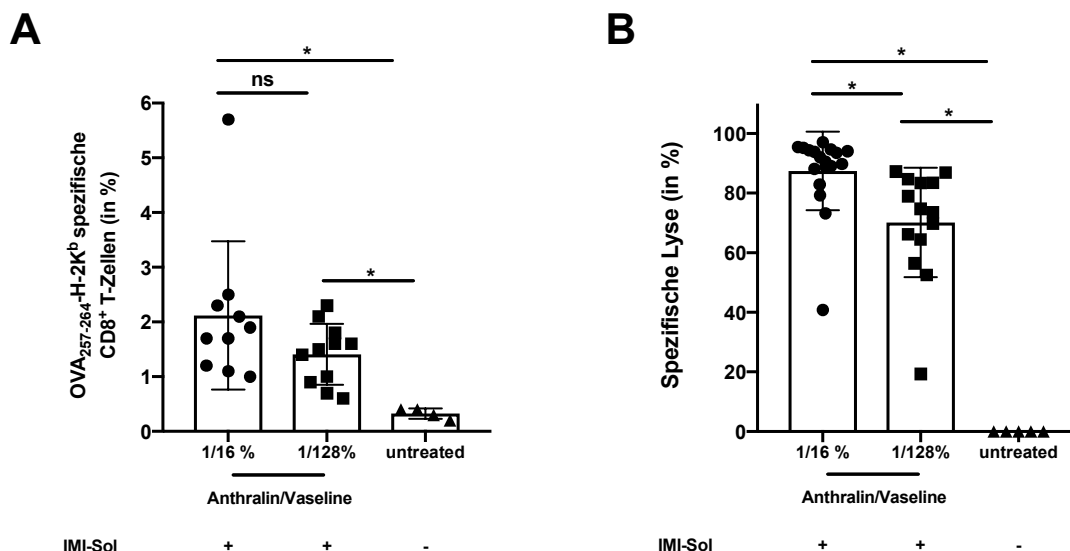 A
*
ns
*
OVA257-264-H-2Kb spezifische
CD8+ T-Zellen (in %)
6
5
4
3
2
1
0
1/16 %
1/128%
untreated
Anthralin/Vaseline
IMI-Sol
+
+
-
B
*
*
*
Spezifische Lyse (in %)
100
80
60
40
20
0
1/16 %
1/128%
untreated
Anthralin/Vaseline
IMI-Sol
+
+
-